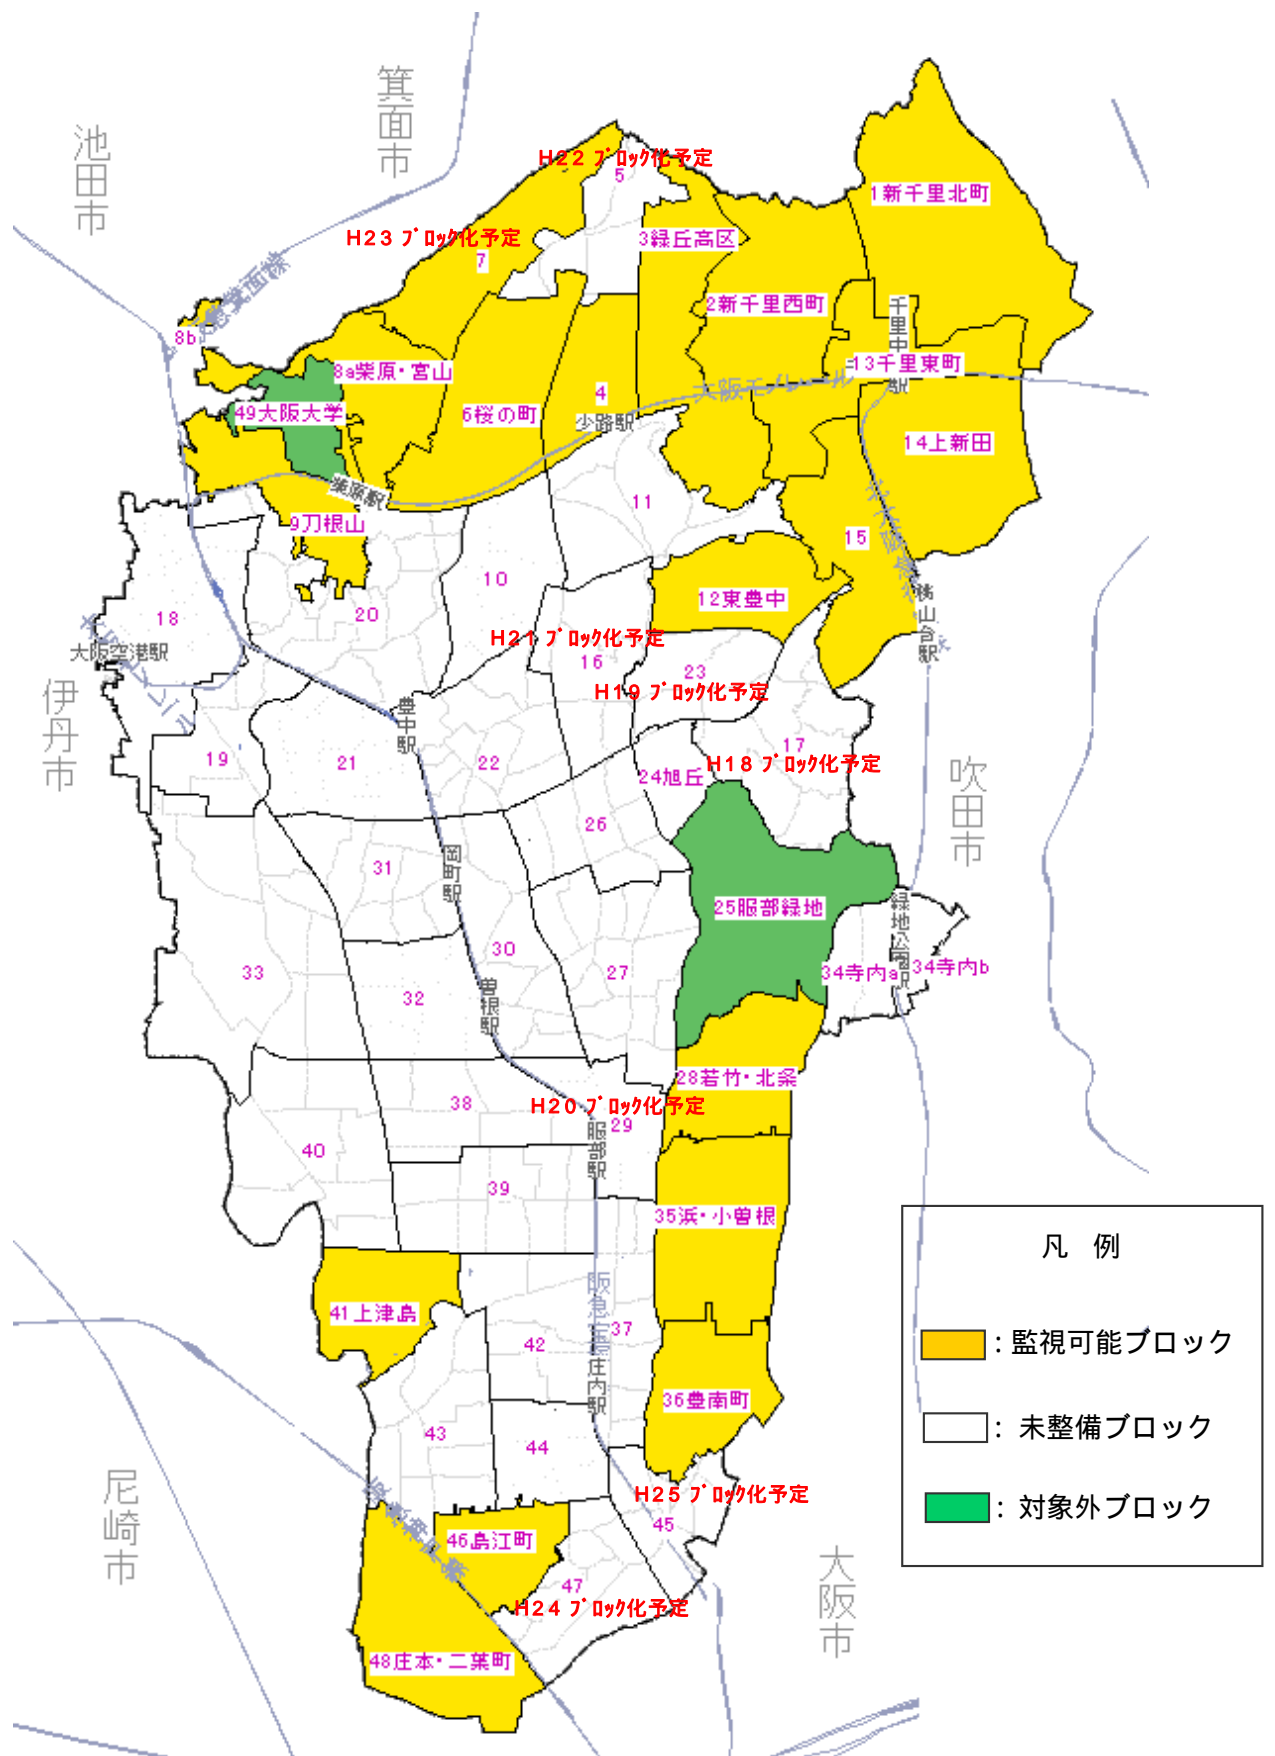 箕面市
池田市
H22 ﾌﾞﾛｯｸ化予定
5
1新千里北町
H23 ﾌﾞﾛｯｸ化予定
7
3緑丘高区
2新千里西町
千里中
駅
8b
急箕面線
8a柴原・宮山
13千里東町
大阪モノレール
4
49大阪大学
6桜の町
少路駅
14上新田
柴原駅
11
9刀根山
15
10
12東豊中
桃山台駅
18
20
大阪空港駅
H21 ﾌﾞﾛｯｸ化予定
16
23
H19 ﾌﾞﾛｯｸ化予定
伊丹市
豊中駅
17
19
21
22
24旭丘
H18 ﾌﾞﾛｯｸ化予定
吹田市
26
31
岡町駅
25服部緑地
緑地公園駅
30
33
27
34寺内a
34寺内b
32
曽根駅
28若竹・北条
38
H20 ﾌﾞﾛｯｸ化予定
29
服部駅
40
39
35浜・小曽根
凡 例
阪急宝
41上津島
37
42
：監視可能ブロック
庄内駅
36豊南町
：未整備ブロック
43
44
尼崎市
H25 ﾌﾞﾛｯｸ化予定
：対象外ブロック
45
46島江町
大阪市
47
H24 ﾌﾞﾛｯｸ化予定
48庄本・二葉町